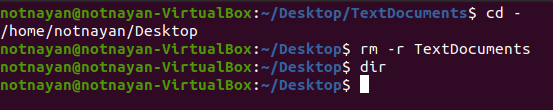 notnayan@notnayan-VirtualBox:~/Desktop/TextDocuments$ cd -
/home/notnayan/Desktop
notnayan@notnayan-VirtualBox:~/Desktop$ rm -r TextDocuments
notnayan@notnayan-VirtualBox:~/Desktop$ dir
notnayan@notnayan-VirtualBox:~/Desktop$